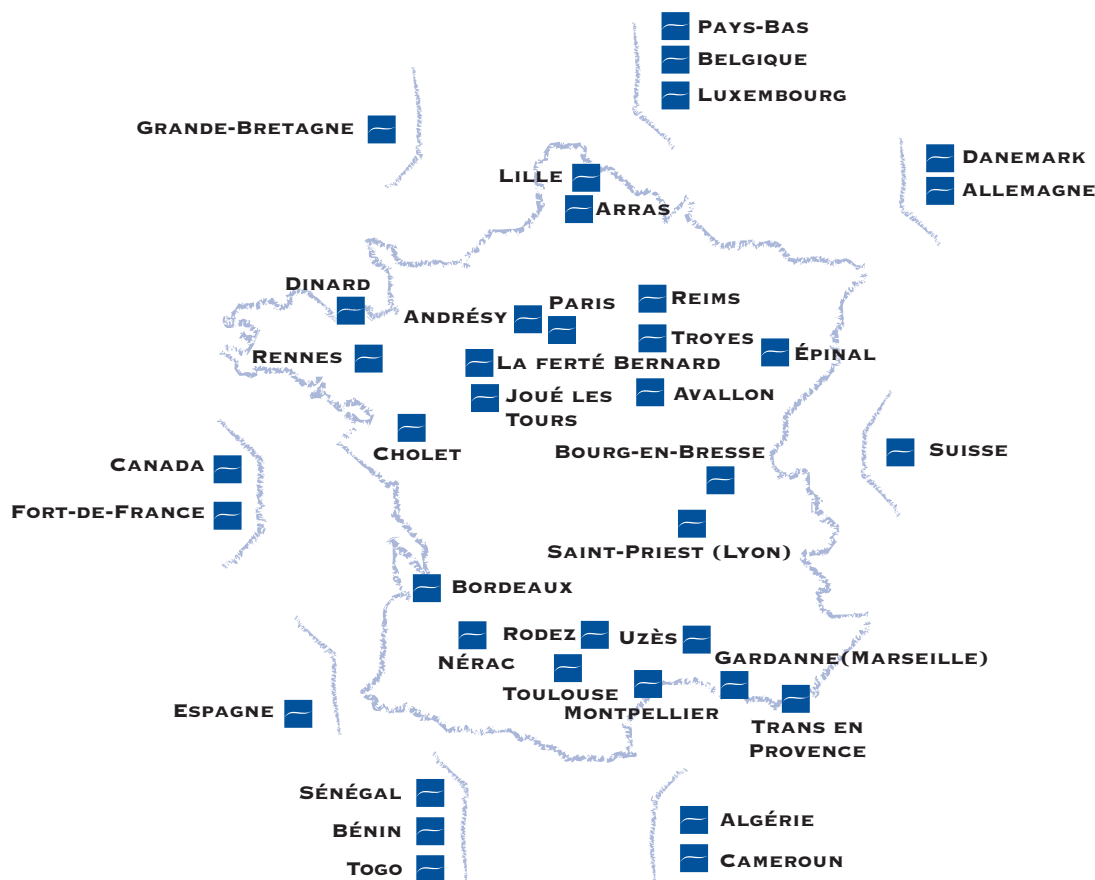 PAYS-BAS
BELGIQUE
LUXEMBOURG
GRANDE-BRETAGNE
DANEMARK
ALLEMAGNE
LILLE
ARRAS
DINARD
ANDRÉSY
PARIS
REIMS
TROYES
ÉPINAL
RENNES
LA FERTÉ BERNARD
JOUÉ LES
TOURS
AVALLON
CHOLET
BOURG-EN-BRESSE
SUISSE
CANADA
FORT-DE-FRANCE
SAINT-PRIEST (LYON)
BORDEAUX
RODEZ
UZÈS
NÉRAC
GARDANNE(MARSEILLE)
TOULOUSE
MONTPELLIER
ESPAGNE
TRANS EN
PROVENCE
SÉNÉGAL
BÉNIN
TOGO
ALGÉRIE
CAMEROUN